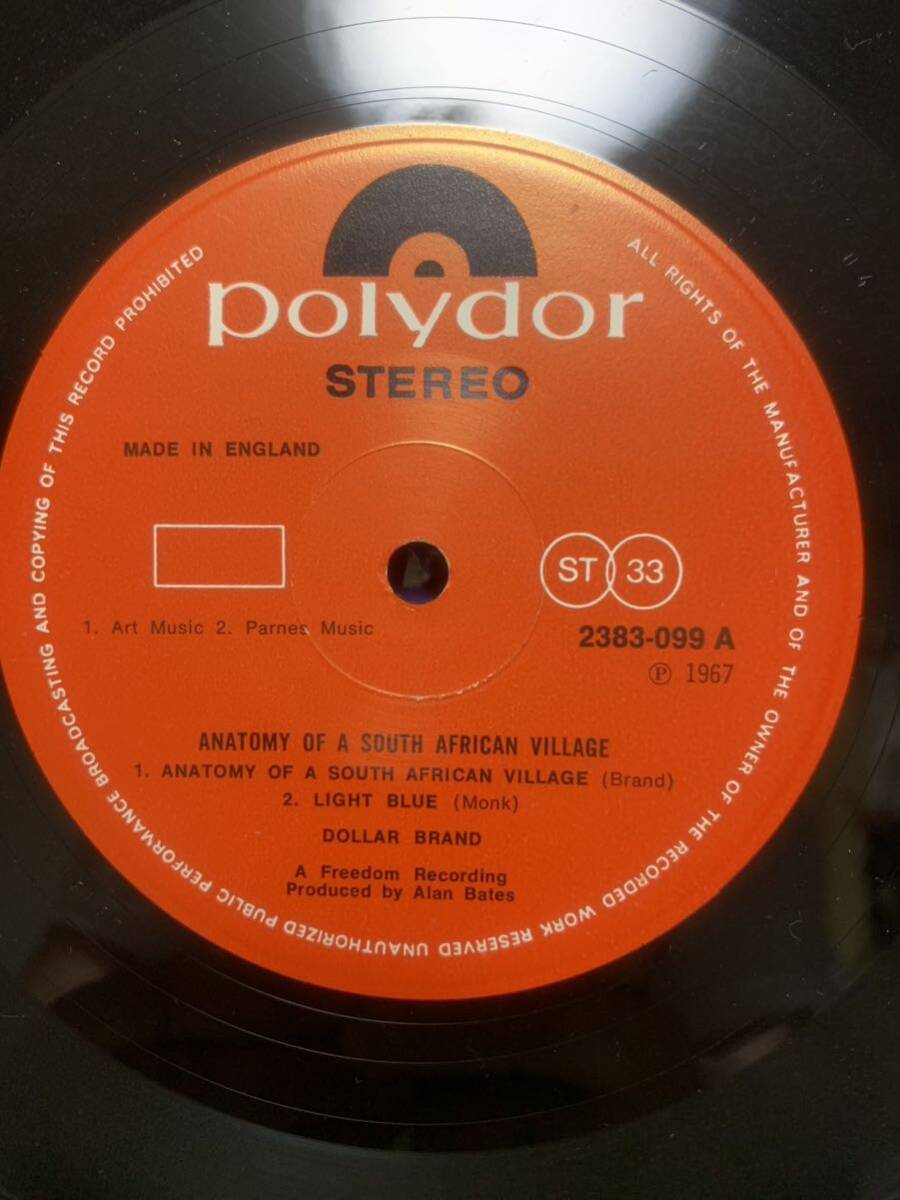 polydor
STEREO
MADE IN ENGLAND
ST 33
1. Art Music 2. Parnes Music
2383-099 A
Ⓟ 1967
ANATOMY OF A SOUTH AFRICAN VILLAGE
1. ANATOMY OF A SOUTH AFRICAN VILLAGE (Brand)
2. LIGHT BLUE (Monk)
DOLLAR BRAND
A Freedom Recording
Produced by Alan Bates
ALL RIGHTS OF THE MANUFACTURER AND OF THE OWNER OF THE RECORDED WORK RESERVED UNAUTHORIZED PUBLIC PERFORMANCE BROADCASTING AND COPYING OF THIS RECORD PROHIBITED